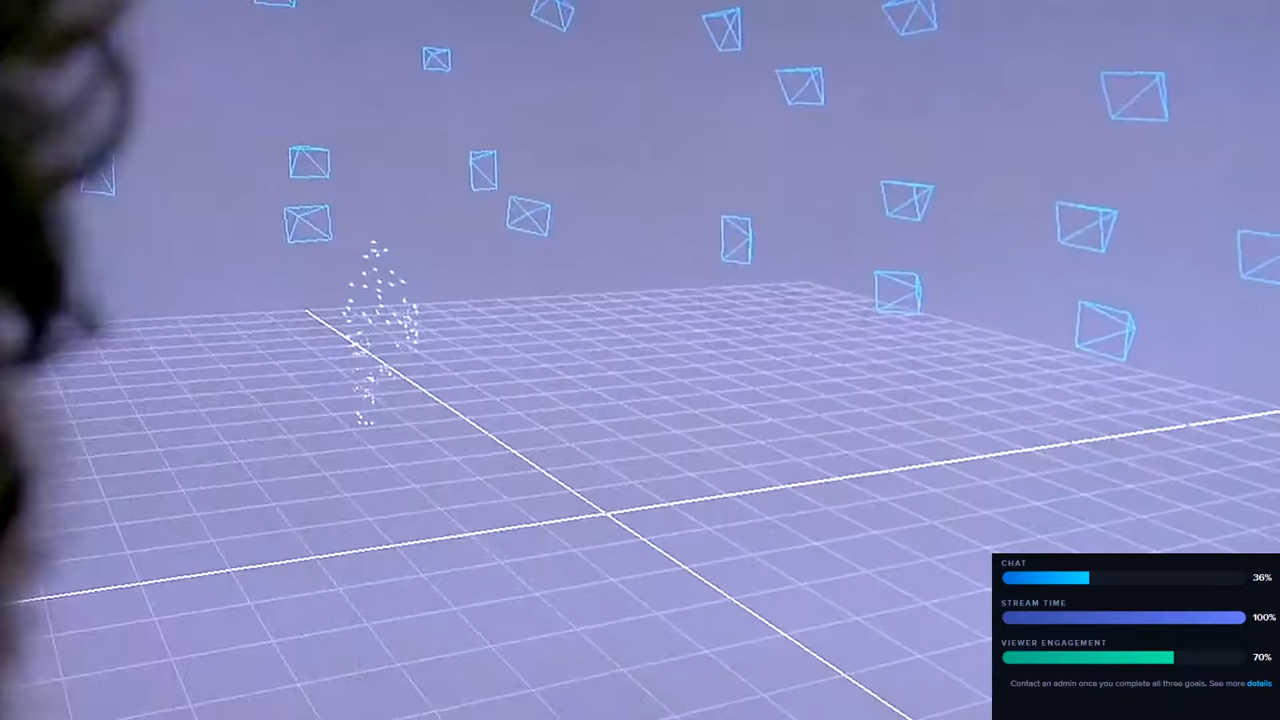 CHAT
36%
STREAM TIME
100%
VIEWER ENGAGEMENT
70%
Contact an admin once you complete all three goals. See more details